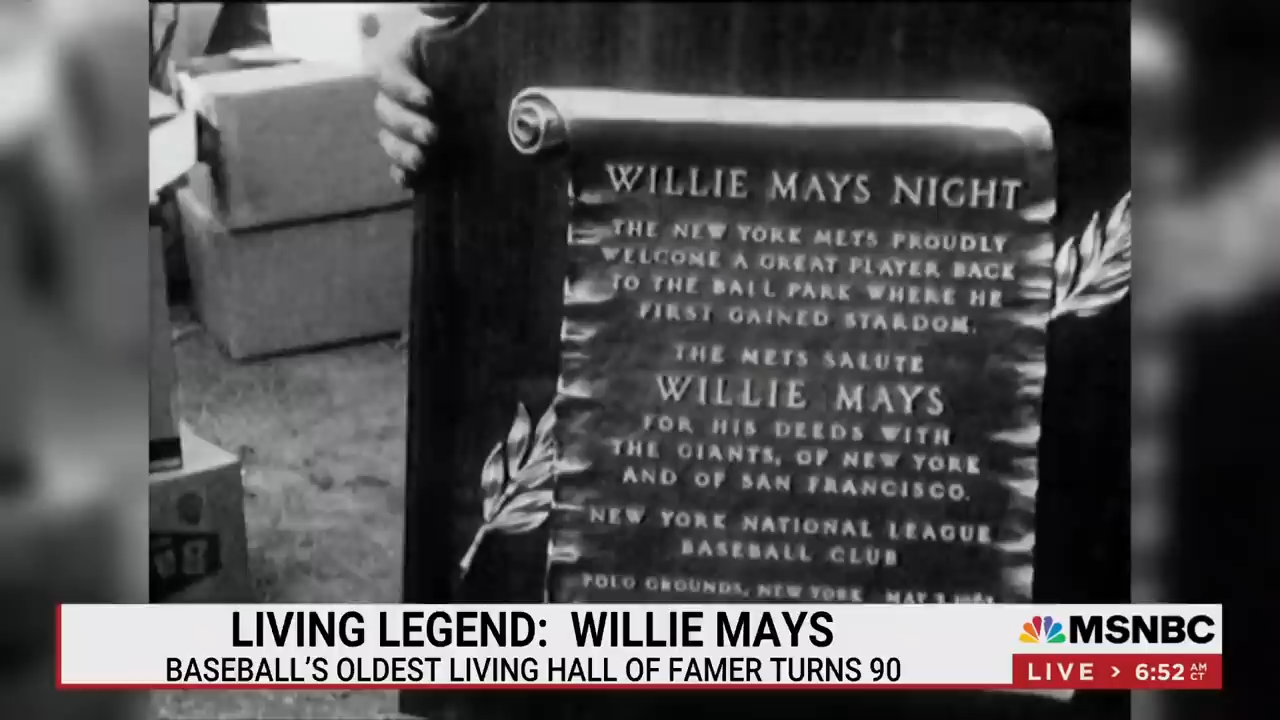 WILLIE MAYS NIGHT
THE NEW YORK METS PROUDLY
WELCOME A GREAT PLAYER BACK
TO THE BALL PARK WHERE HE
FIRST GAINED STARDOM.
THE METS SALUTE
WILLIE MAYS
FOR HIS DEEDS WITH
THE GIANTS, OF NEW YORK
AND OF SAN FRANCISCO.
NEW YORK NATIONAL LEAGUE
BASEBALL CLUB
POLO GROUNDS, NEW YORK MAY 3
LIVING LEGEND: WILLIE MAYS
BASEBALL'S OLDEST LIVING HALL OF FAMER TURNS 90
MSNBC
LIVE > 6:52 AM CT